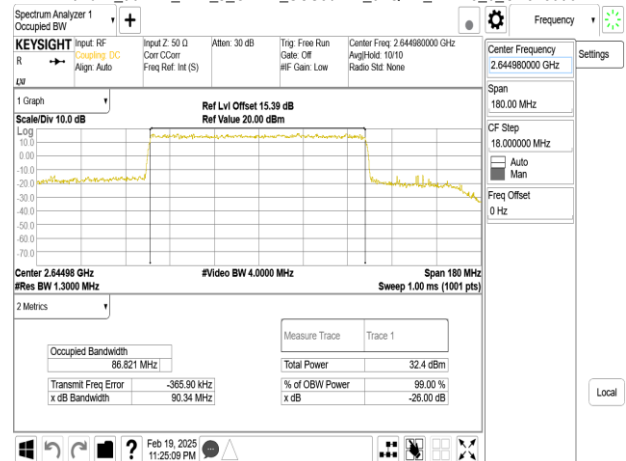 Spectrum Analyzer 1
Occupied BW
Frequency
KEYSIGHT
R
LXI
Input: RF
Coupling: DC
Align: Auto
Input Z: 50 Ω
Corr CCorr
Freq Ref: Int (S)
Atten: 30 dB
Trig: Free Run
Gate: Off
#IF Gain: Low
Center Freq: 2.644980000 GHz
Avg|Hold: 10/10
Radio Std: None
Center Frequency
2.644980000 GHz
Settings
Span
180.00 MHz
CF Step
18.000000 MHz
Auto
Man
Freq Offset
0 Hz
Local
1 Graph
Scale/Div 10.0 dB
Ref Lvl Offset 15.39 dB
Ref Value 20.00 dBm
Log
10.0
0.00
-10.0
-20.0
-30.0
-40.0
-50.0
-60.0
-70.0
Center 2.64498 GHz
#Video BW 4.0000 MHz
Span 180 MHz
#Res BW 1.3000 MHz
Sweep 1.00 ms (1001 pts)
2 Metrics
Measure Trace
Trace 1
Occupied Bandwidth
86.821 MHz
Total Power
32.4 dBm
Transmit Freq Error
-365.90 kHz
% of OBW Power
99.00 %
x dB Bandwidth
90.34 MHz
x dB
-26.00 dB
?
Feb 19, 2025
11:25:09 PM